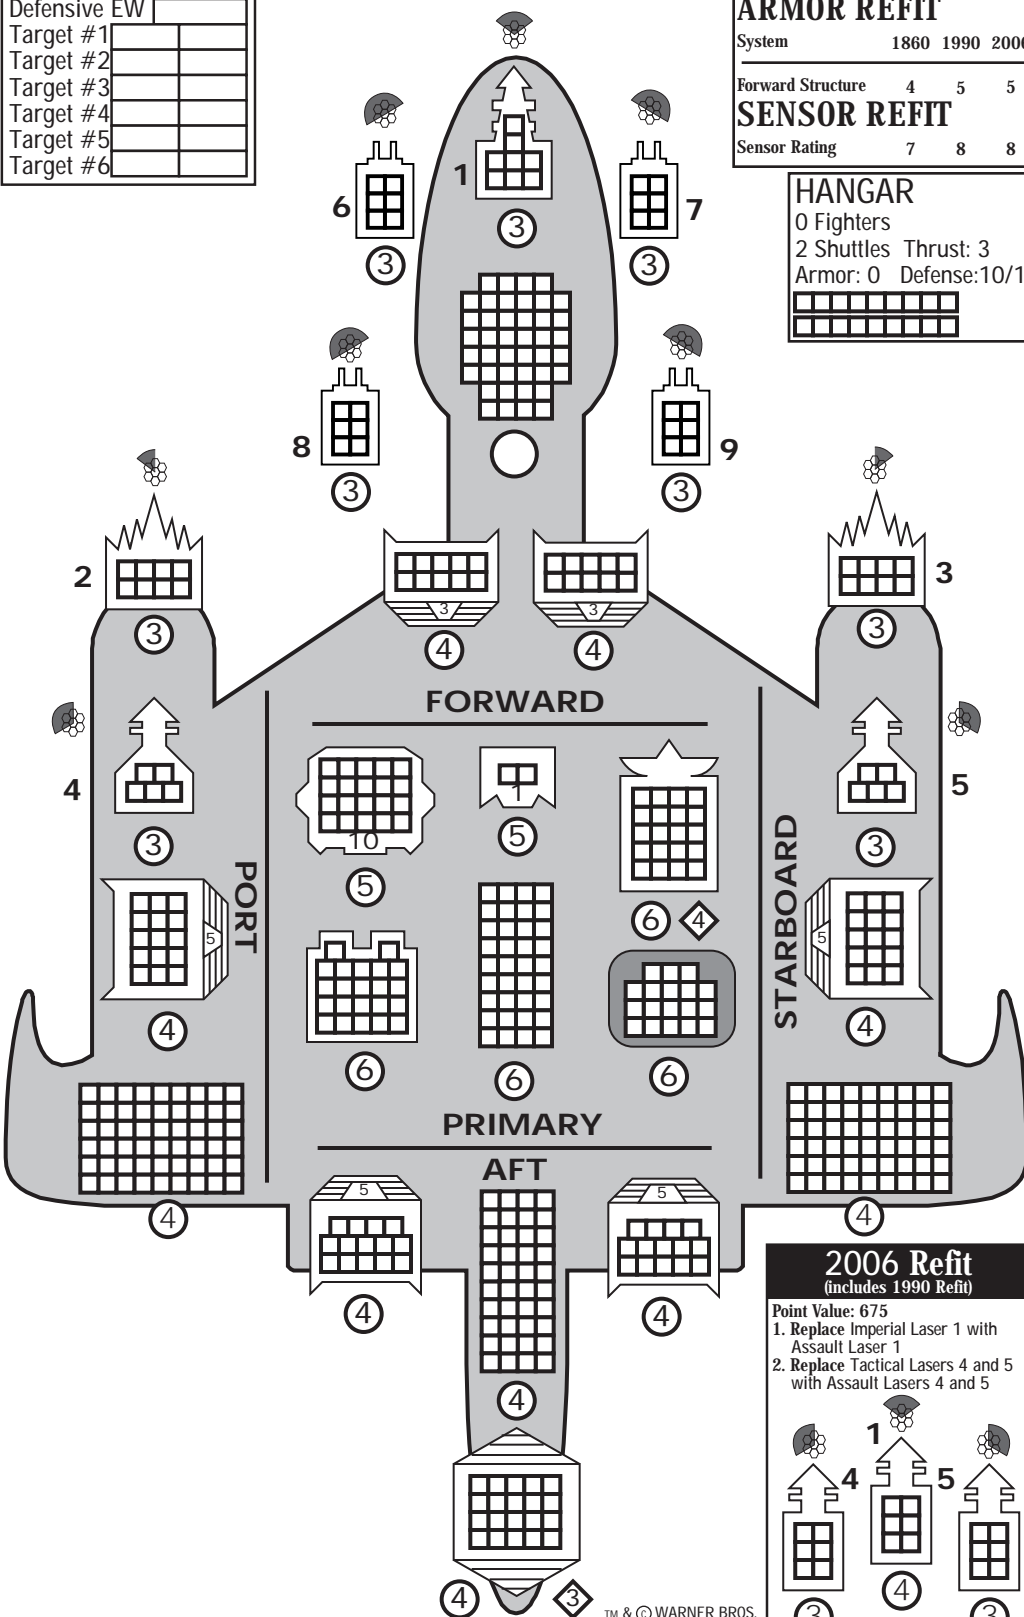 Defensive EW
Target #1
Target #2
Target #3
Target #4
Target #5
Target #6
ARMOR REFIT
System 1860 1990 2006
Forward Structure 4 5 5
SENSOR REFIT
Sensor Rating 7 8 8
HANGAR
0 Fighters
2 Shuttles Thrust: 3
Armor: 0 Defense:10/1
1
3
6
3
7
3
8
3
9
3
2
3
3
3
3
4
3
4
FORWARD
4
3
5
3
10
5
1
5
6 4
PORT
5
4
STARBOARD
5
4
6
6
6
PRIMARY
AFT
4
4
5
4
5
4
4
4 3
TM & © WARNER BROS.
2006 Refit
(includes 1990 Refit)
Point Value: 675
1. Replace Imperial Laser 1 with
Assault Laser 1
2. Replace Tactical Lasers 4 and 5
with Assault Lasers 4 and 5
1
4 5
3 4 3